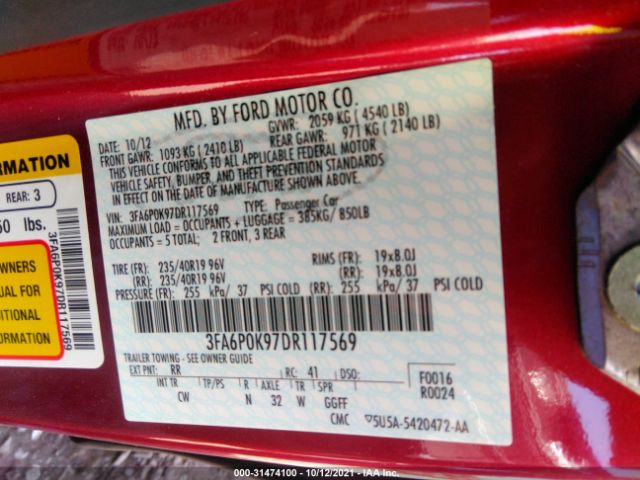 MFD. BY FORD MOTOR CO.
DATE: 10/12
GVWR: 2059 KG (4540 LB)
FRONT GAWR: 1093 KG (2410 LB)
REAR GAWR: 971 KG (2140 LB)
THIS VEHICLE CONFORMS TO ALL APPLICABLE FEDERAL MOTOR
VEHICLE SAFETY, BUMPER, AND THEFT PREVENTION STANDARDS
IN EFFECT ON THE DATE OF MANUFACTURE SHOWN ABOVE.
VIN: 3FA6P0K97DR117569 TYPE: Passenger Car
MAXIMUM LOAD = OCCUPANTS + LUGGAGE = 385KG/ 850LB
OCCUPANTS = 5 TOTAL; 2 FRONT, 3 REAR
TIRE (FR): 235/40R19 96V RIMS (FR): 19x8.0J
(RR): 235/40R19 96V (RR): 19x8.0J
PRESSURE (FR): 255 kPa/ 37 PSI COLD (RR): 255 kPa/ 37 PSI COLD
3FA6P0K97DR117569
TRAILER TOWING - SEE OWNER GUIDE
EXT PNT: RR RC: 41 DSO: F0016
INT TR TP/PS R AXLE TR SPR R0024
CW N 32 W GGFF
CMC 5U5A-5420472-AA
ORMATION
REAR: 3
lbs.
OWNERS
UAL FOR
ONAL
MATION
3FA6P0K97DR117569
000-31474100 - 10/12/2021 - IAA Inc.